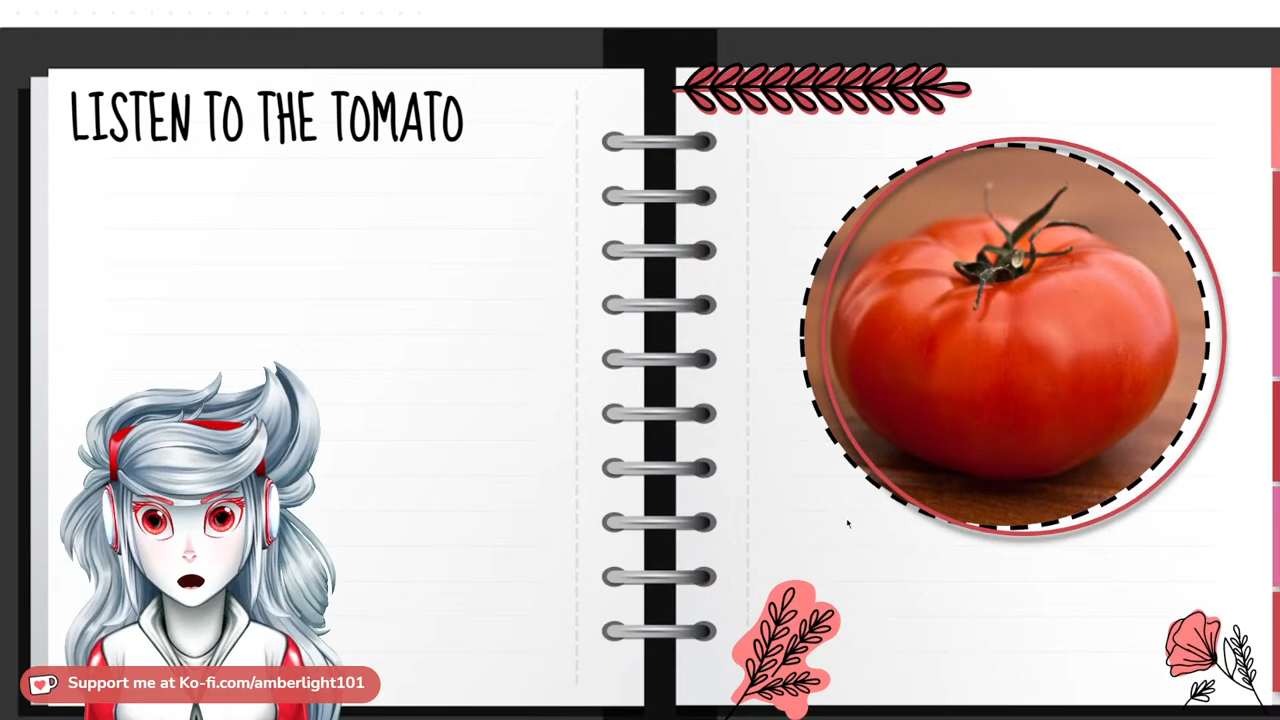 LISTEN TO THE TOMATO
Support me at Ko-fi.com/amberlight101